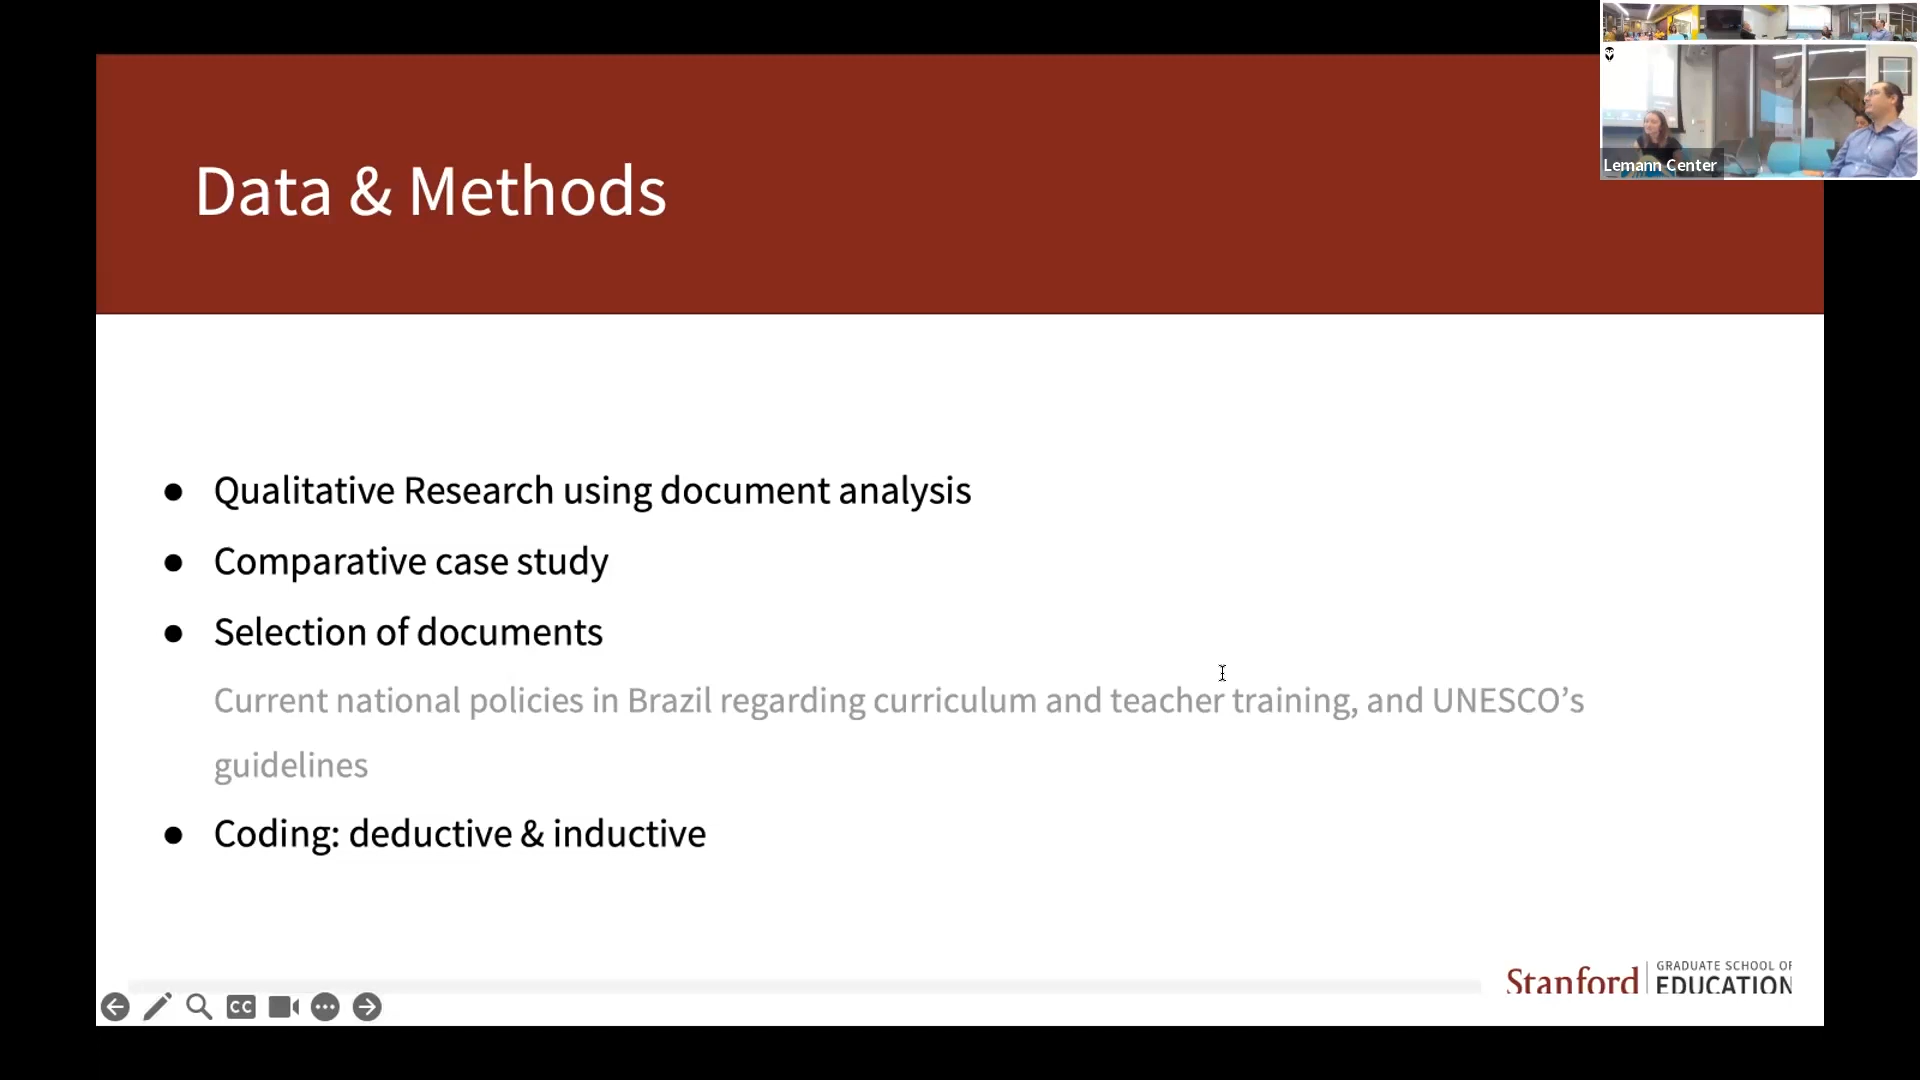 Lemann Center
Data & Methods
● Qualitative Research using document analysis
● Comparative case study
● Selection of documents
Current national policies in Brazil regarding curriculum and teacher training, and UNESCO’s
guidelines
● Coding: deductive & inductive
Stanford
GRADUATE SCHOOL OF
EDUCATION
CC